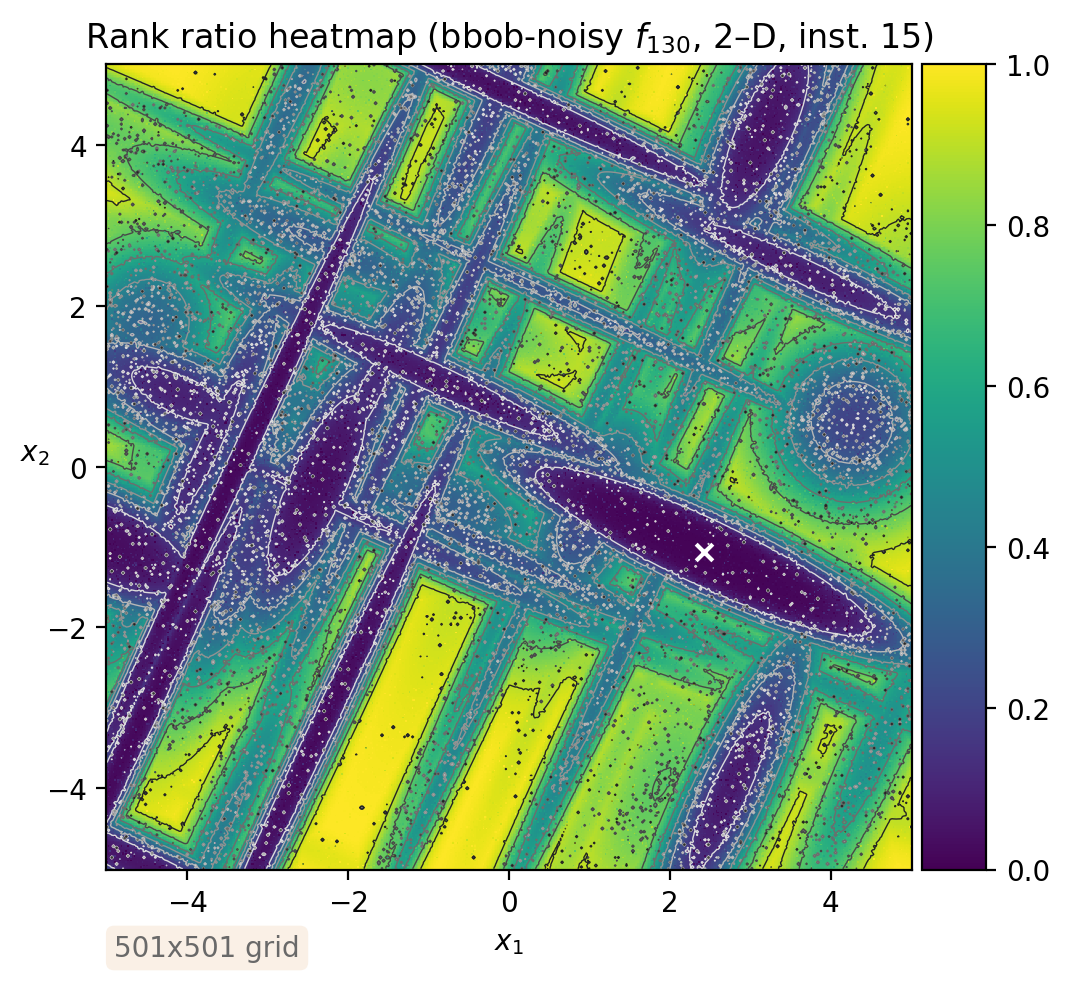 Rank ratio heatmap (bbob-noisy f₁₃₀, 2–D, inst. 15)
1.0
0.8
0.6
0.4
0.2
0.0
4
2
0
−2
−4
x₂
−4 −2 0 2 4
x₁
501x501 grid